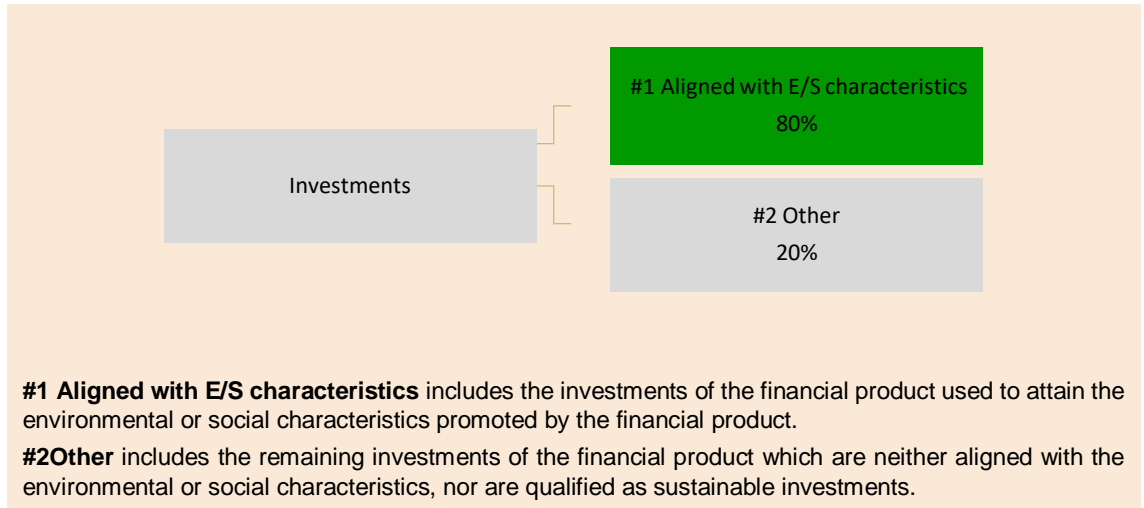 #1 Aligned with E/S characteristics
80%
Investments
#2 Other
20%
#1 Aligned with E/S characteristics includes the investments of the financial product used to attain the
environmental or social characteristics promoted by the financial product.
#2Other includes the remaining investments of the financial product which are neither aligned with the
environmental or social characteristics, nor are qualified as sustainable investments.